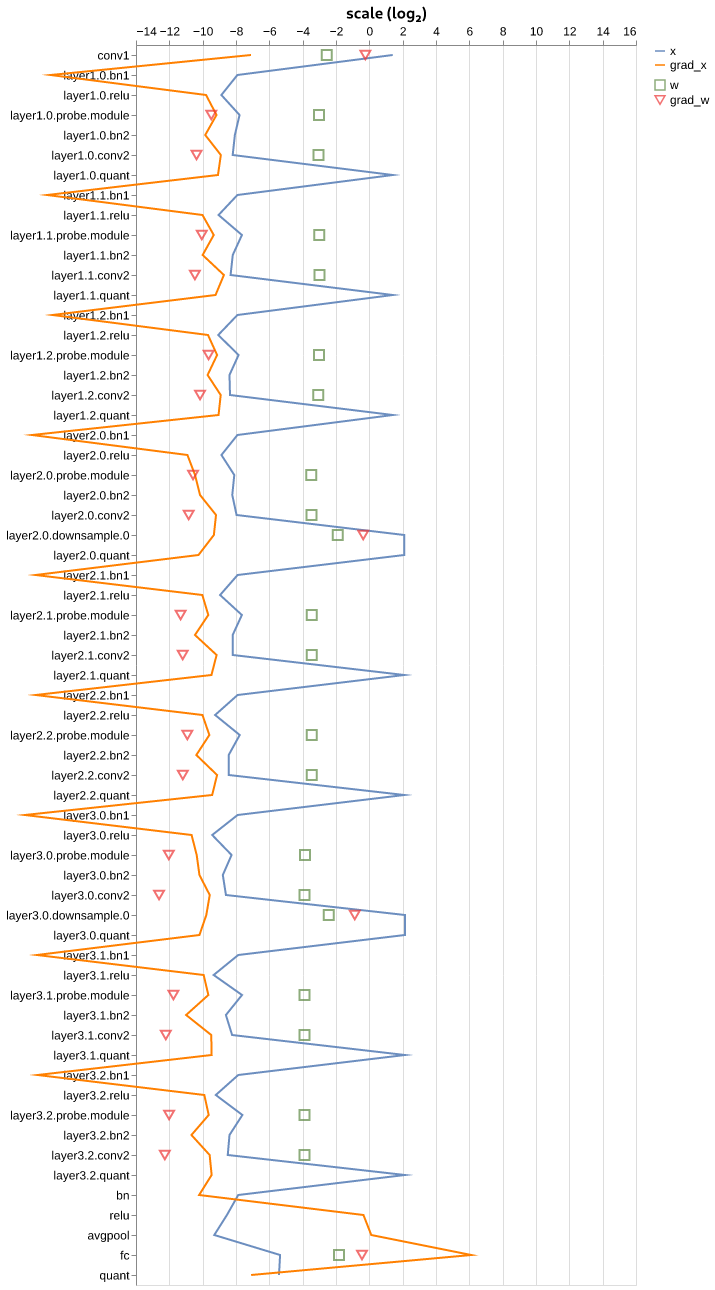 scale (log₂)
−14 −12 −10 −8 −6 −4 −2 0 2 4 6 8 10 12 14 16
x
grad_x
w
grad_w
conv1
layer1.0.bn1
layer1.0.relu
layer1.0.probe.module
layer1.0.bn2
layer1.0.conv2
layer1.0.quant
layer1.1.bn1
layer1.1.relu
layer1.1.probe.module
layer1.1.bn2
layer1.1.conv2
layer1.1.quant
layer1.2.bn1
layer1.2.relu
layer1.2.probe.module
layer1.2.bn2
layer1.2.conv2
layer1.2.quant
layer2.0.bn1
layer2.0.relu
layer2.0.probe.module
layer2.0.bn2
layer2.0.conv2
layer2.0.downsample.0
layer2.0.quant
layer2.1.bn1
layer2.1.relu
layer2.1.probe.module
layer2.1.bn2
layer2.1.conv2
layer2.1.quant
layer2.2.bn1
layer2.2.relu
layer2.2.probe.module
layer2.2.bn2
layer2.2.conv2
layer2.2.quant
layer3.0.bn1
layer3.0.relu
layer3.0.probe.module
layer3.0.bn2
layer3.0.conv2
layer3.0.downsample.0
layer3.0.quant
layer3.1.bn1
layer3.1.relu
layer3.1.probe.module
layer3.1.bn2
layer3.1.conv2
layer3.1.quant
layer3.2.bn1
layer3.2.relu
layer3.2.probe.module
layer3.2.bn2
layer3.2.conv2
layer3.2.quant
bn
relu
avgpool
fc
quant